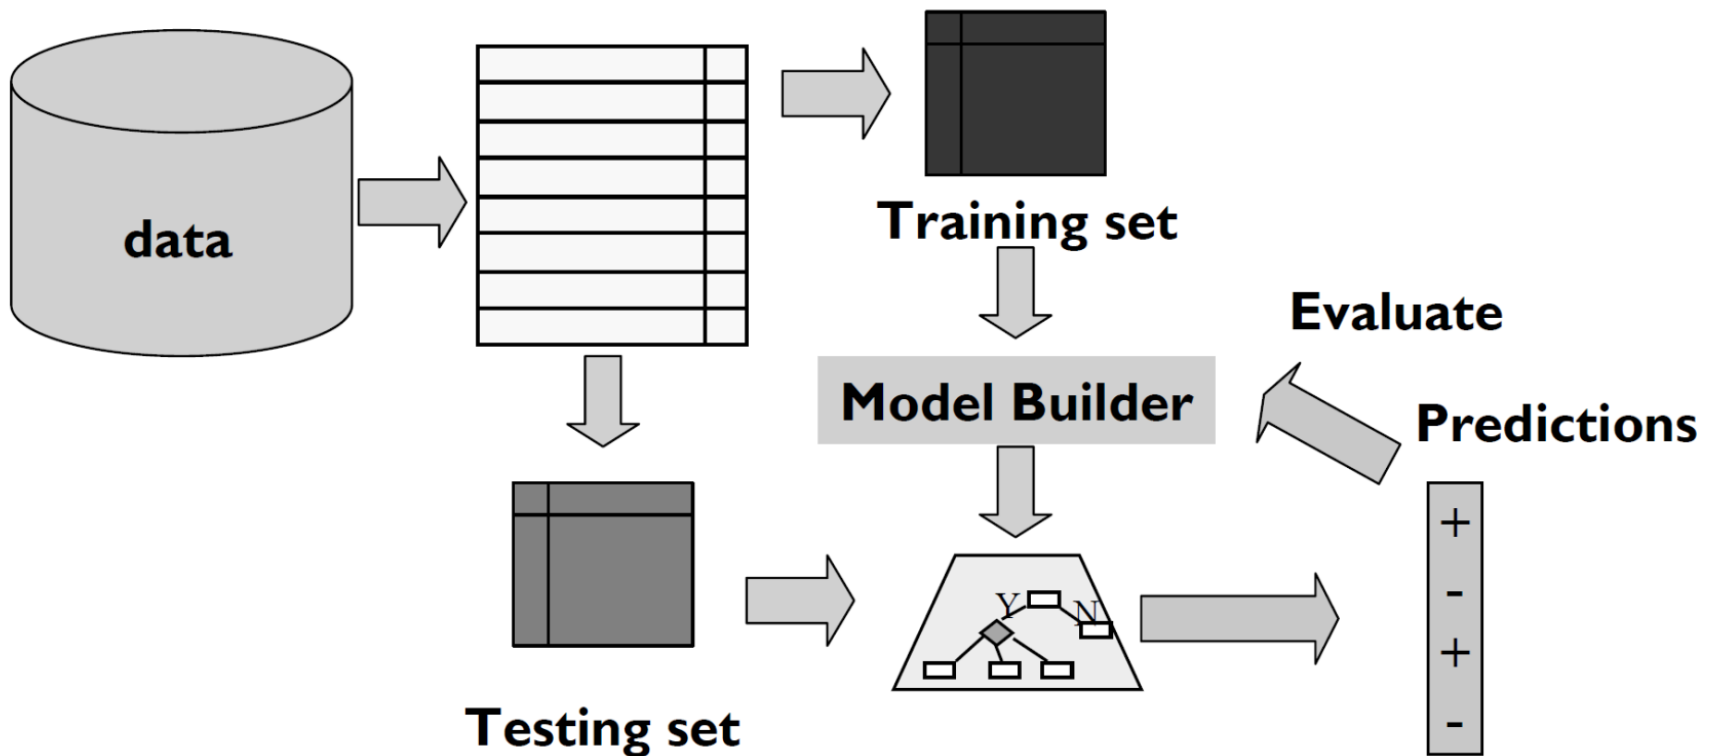 data
Training set
Evaluate
Model Builder
Predictions
+
-
+
-
Y
N
Testing set